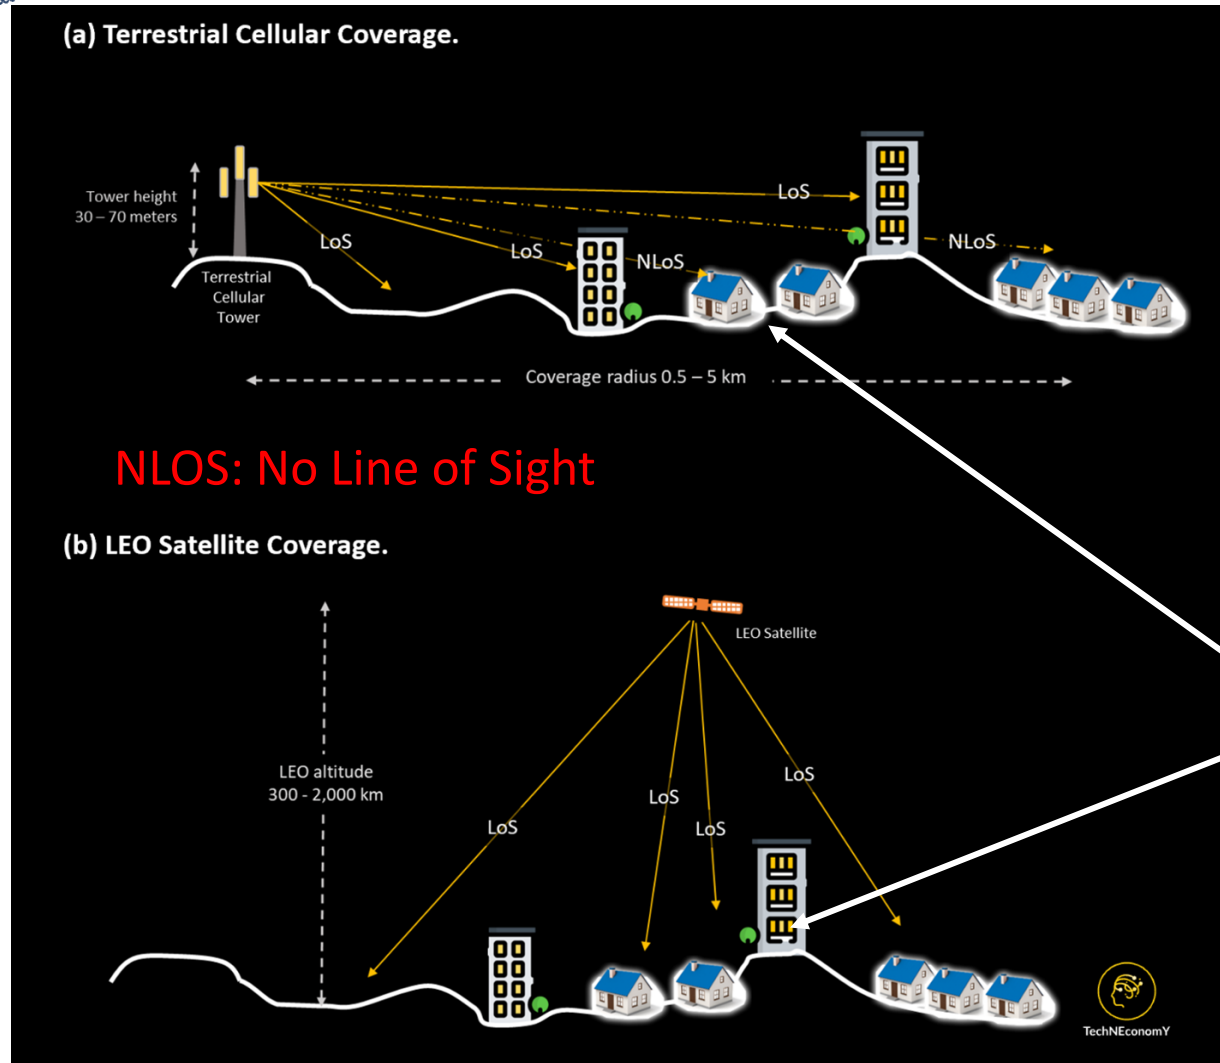 (a) Terrestrial Cellular Coverage.
Tower height
30 – 70 meters
LoS
LoS
LoS
NLoS
NLoS
Terrestrial
Cellular
Tower
Coverage radius 0.5 – 5 km
NLOS: No Line of Sight
(b) LEO Satellite Coverage.
LEO Satellite
LEO altitude
300 - 2,000 km
LoS
LoS
LoS
LoS
TechNEconomY